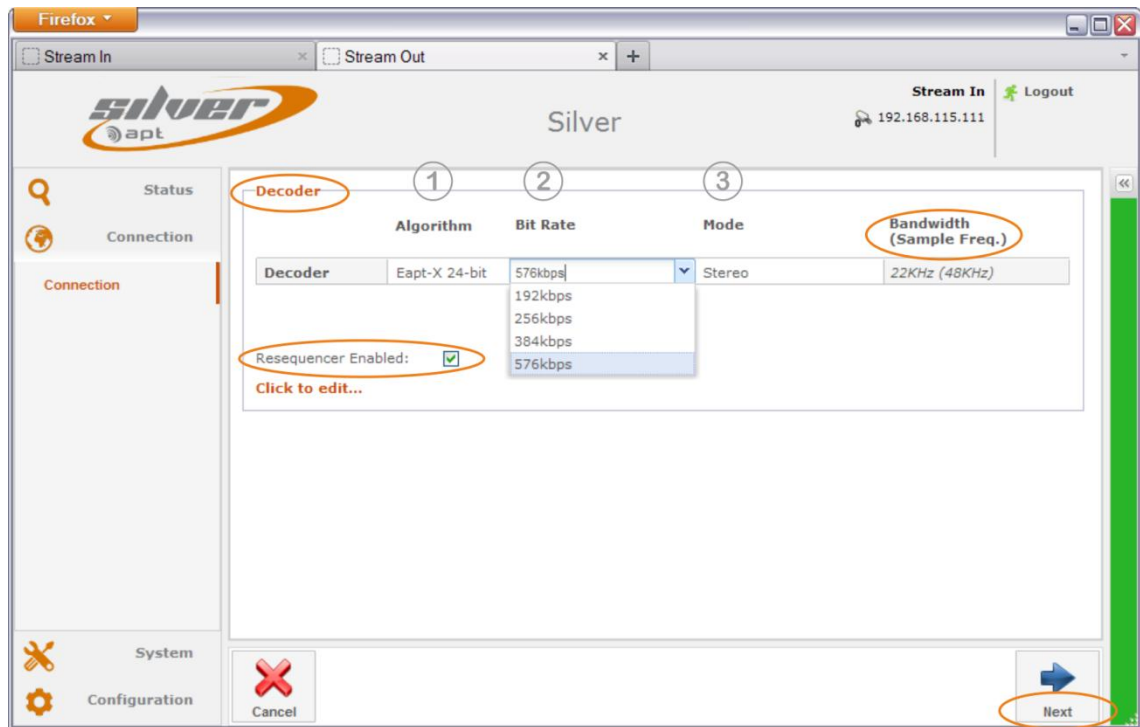 Firefox
Stream In
Stream Out
silver
apt
Silver
Stream In
192.168.115.111
Logout
Status
Connection
Connection
System
Configuration
Decoder
1 2 3
Algorithm Bit Rate Mode Bandwidth
(Sample Freq.)
Decoder Eapt-X 24-bit 576kbps Stereo 22KHz (48KHz)
192kbps
256kbps
384kbps
576kbps
Resequencer Enabled:
Click to edit...
Cancel
Next